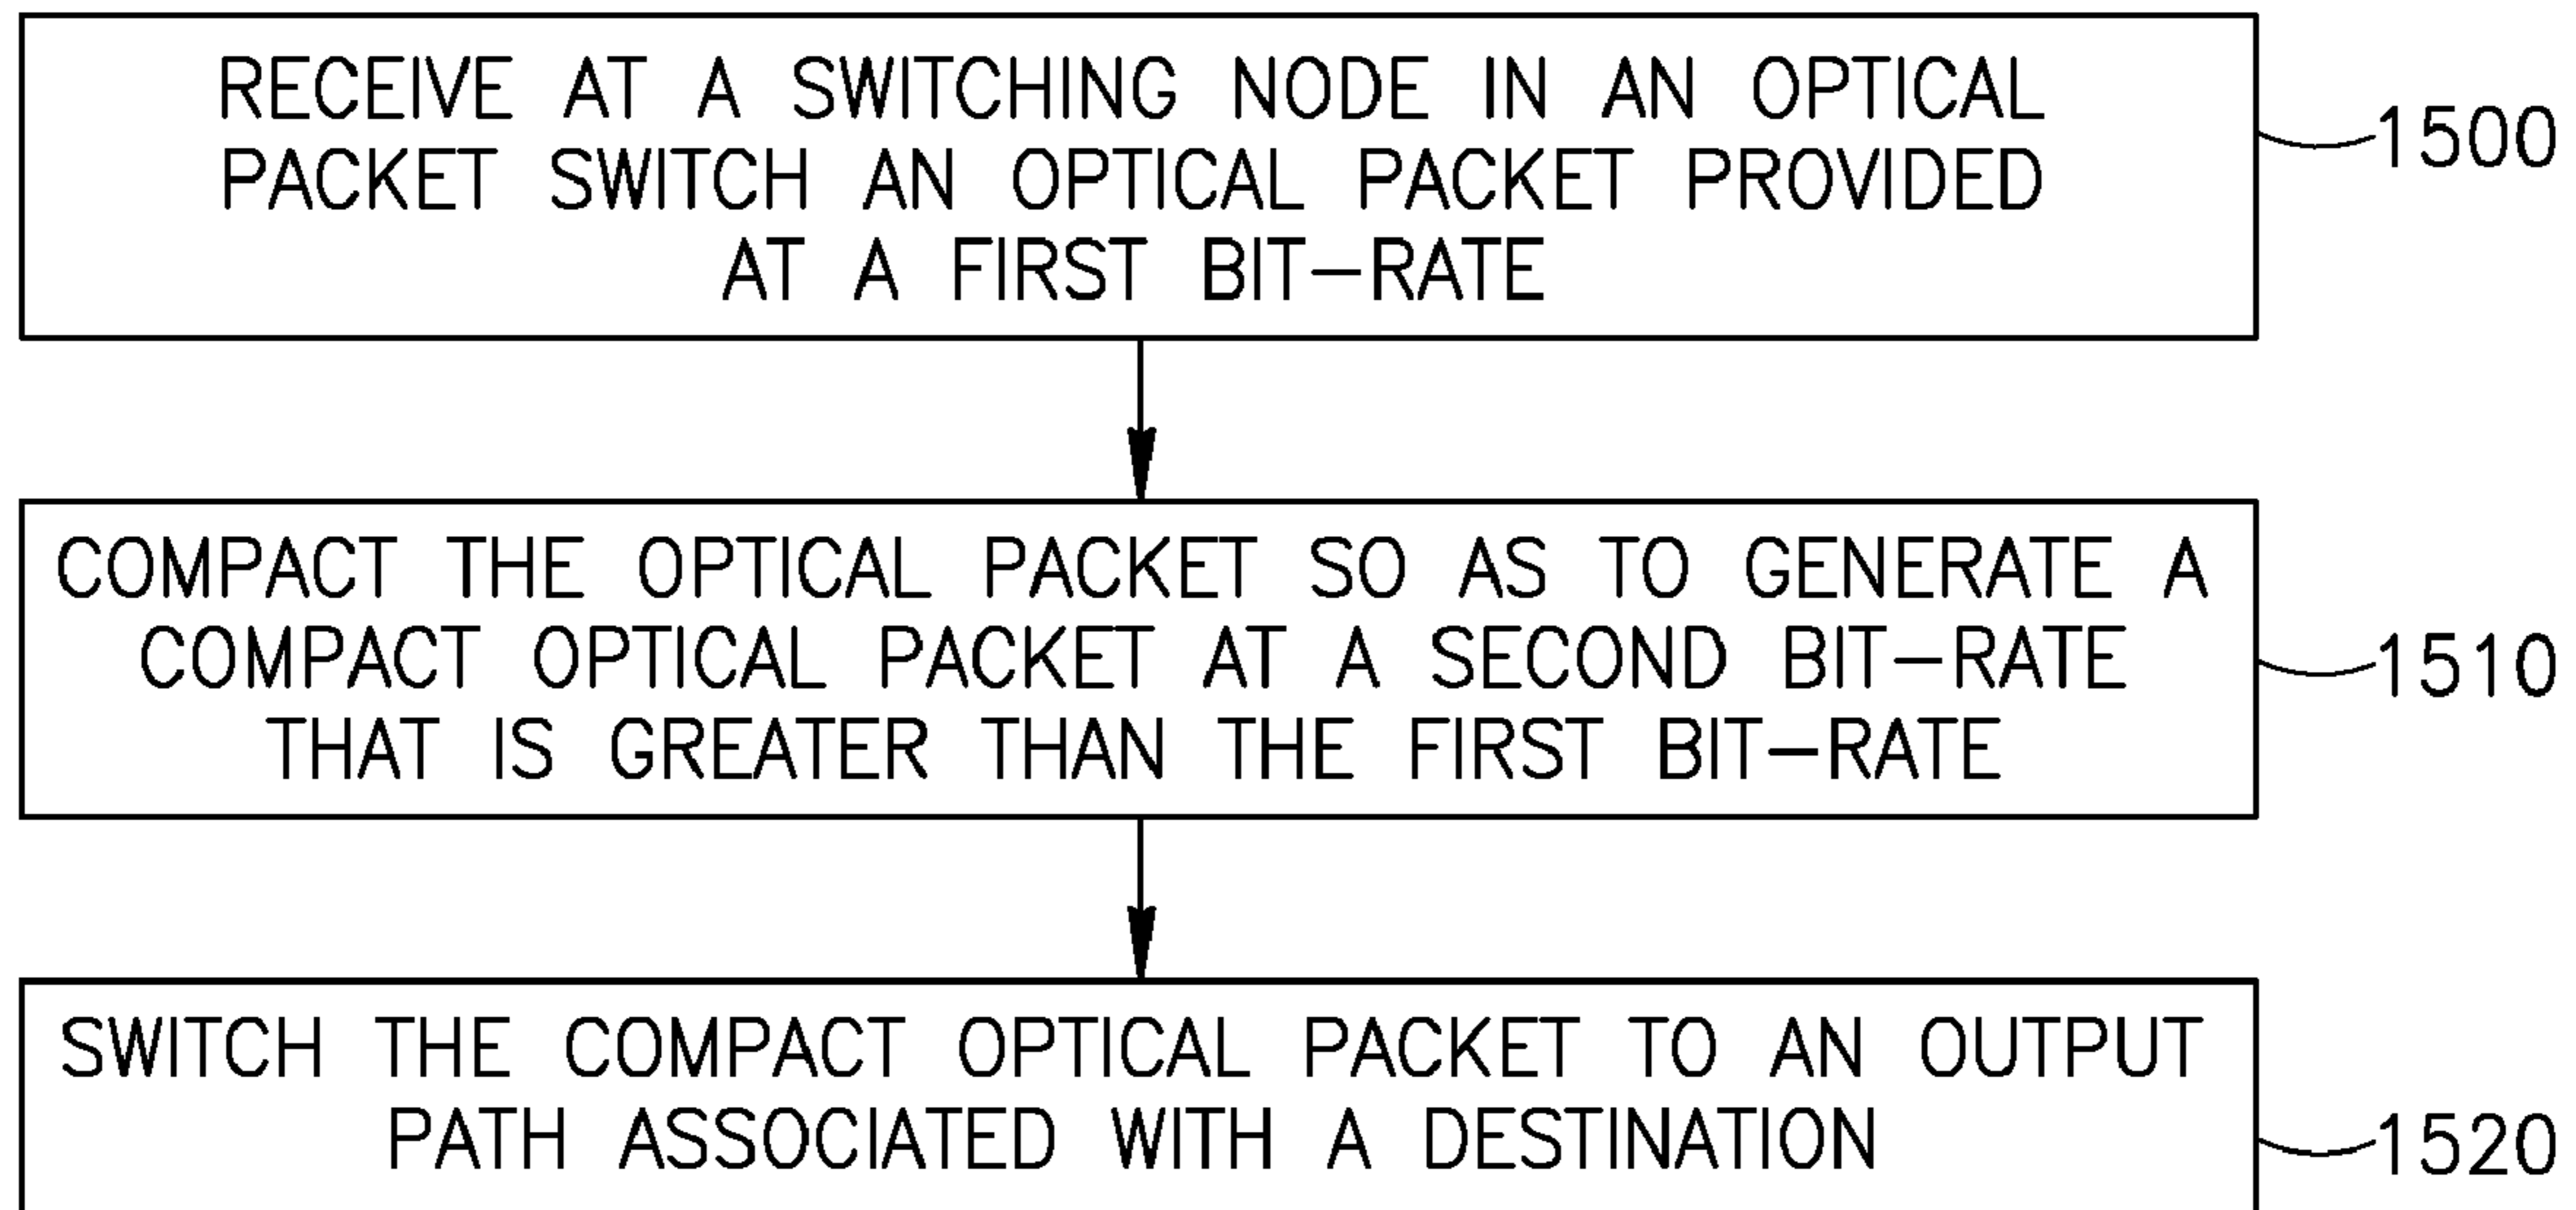 RECEIVE AT A SWITCHING NODE IN AN OPTICAL
PACKET SWITCH AN OPTICAL PACKET PROVIDED
AT A FIRST BIT-RATE
1500
COMPACT THE OPTICAL PACKET SO AS TO GENERATE A
COMPACT OPTICAL PACKET AT A SECOND BIT-RATE
THAT IS GREATER THAN THE FIRST BIT-RATE
1510
SWITCH THE COMPACT OPTICAL PACKET TO AN OUTPUT
PATH ASSOCIATED WITH A DESTINATION
1520